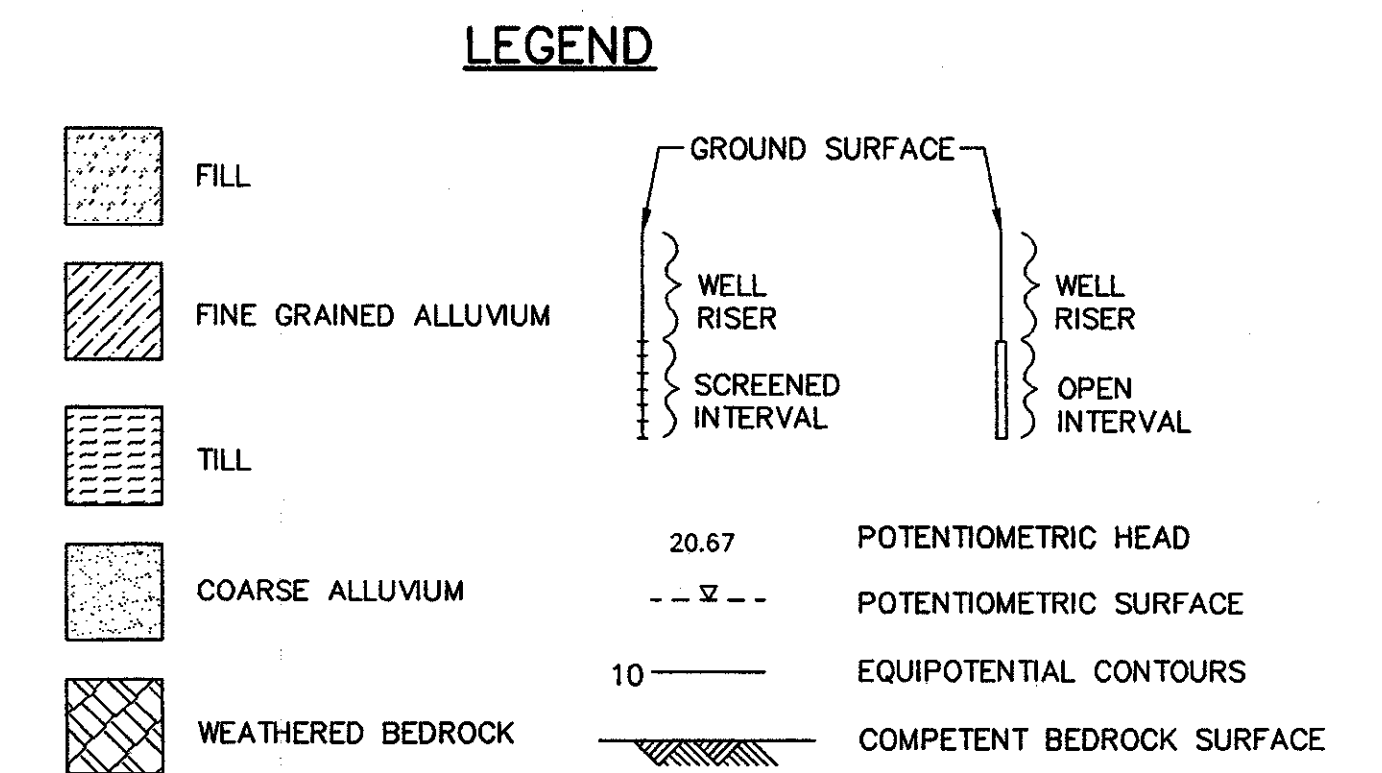 LEGEND
FILL
FINE GRAINED ALLUVIUM
TILL
COARSE ALLUVIUM
WEATHERED BEDROCK
GROUND SURFACE
WELL
RISER
SCREENED
INTERVAL
WELL
RISER
OPEN
INTERVAL
20.67 POTENTIOMETRIC HEAD
POTENTIOMETRIC SURFACE
10 EQUIPOTENTIAL CONTOURS
COMPETENT BEDROCK SURFACE